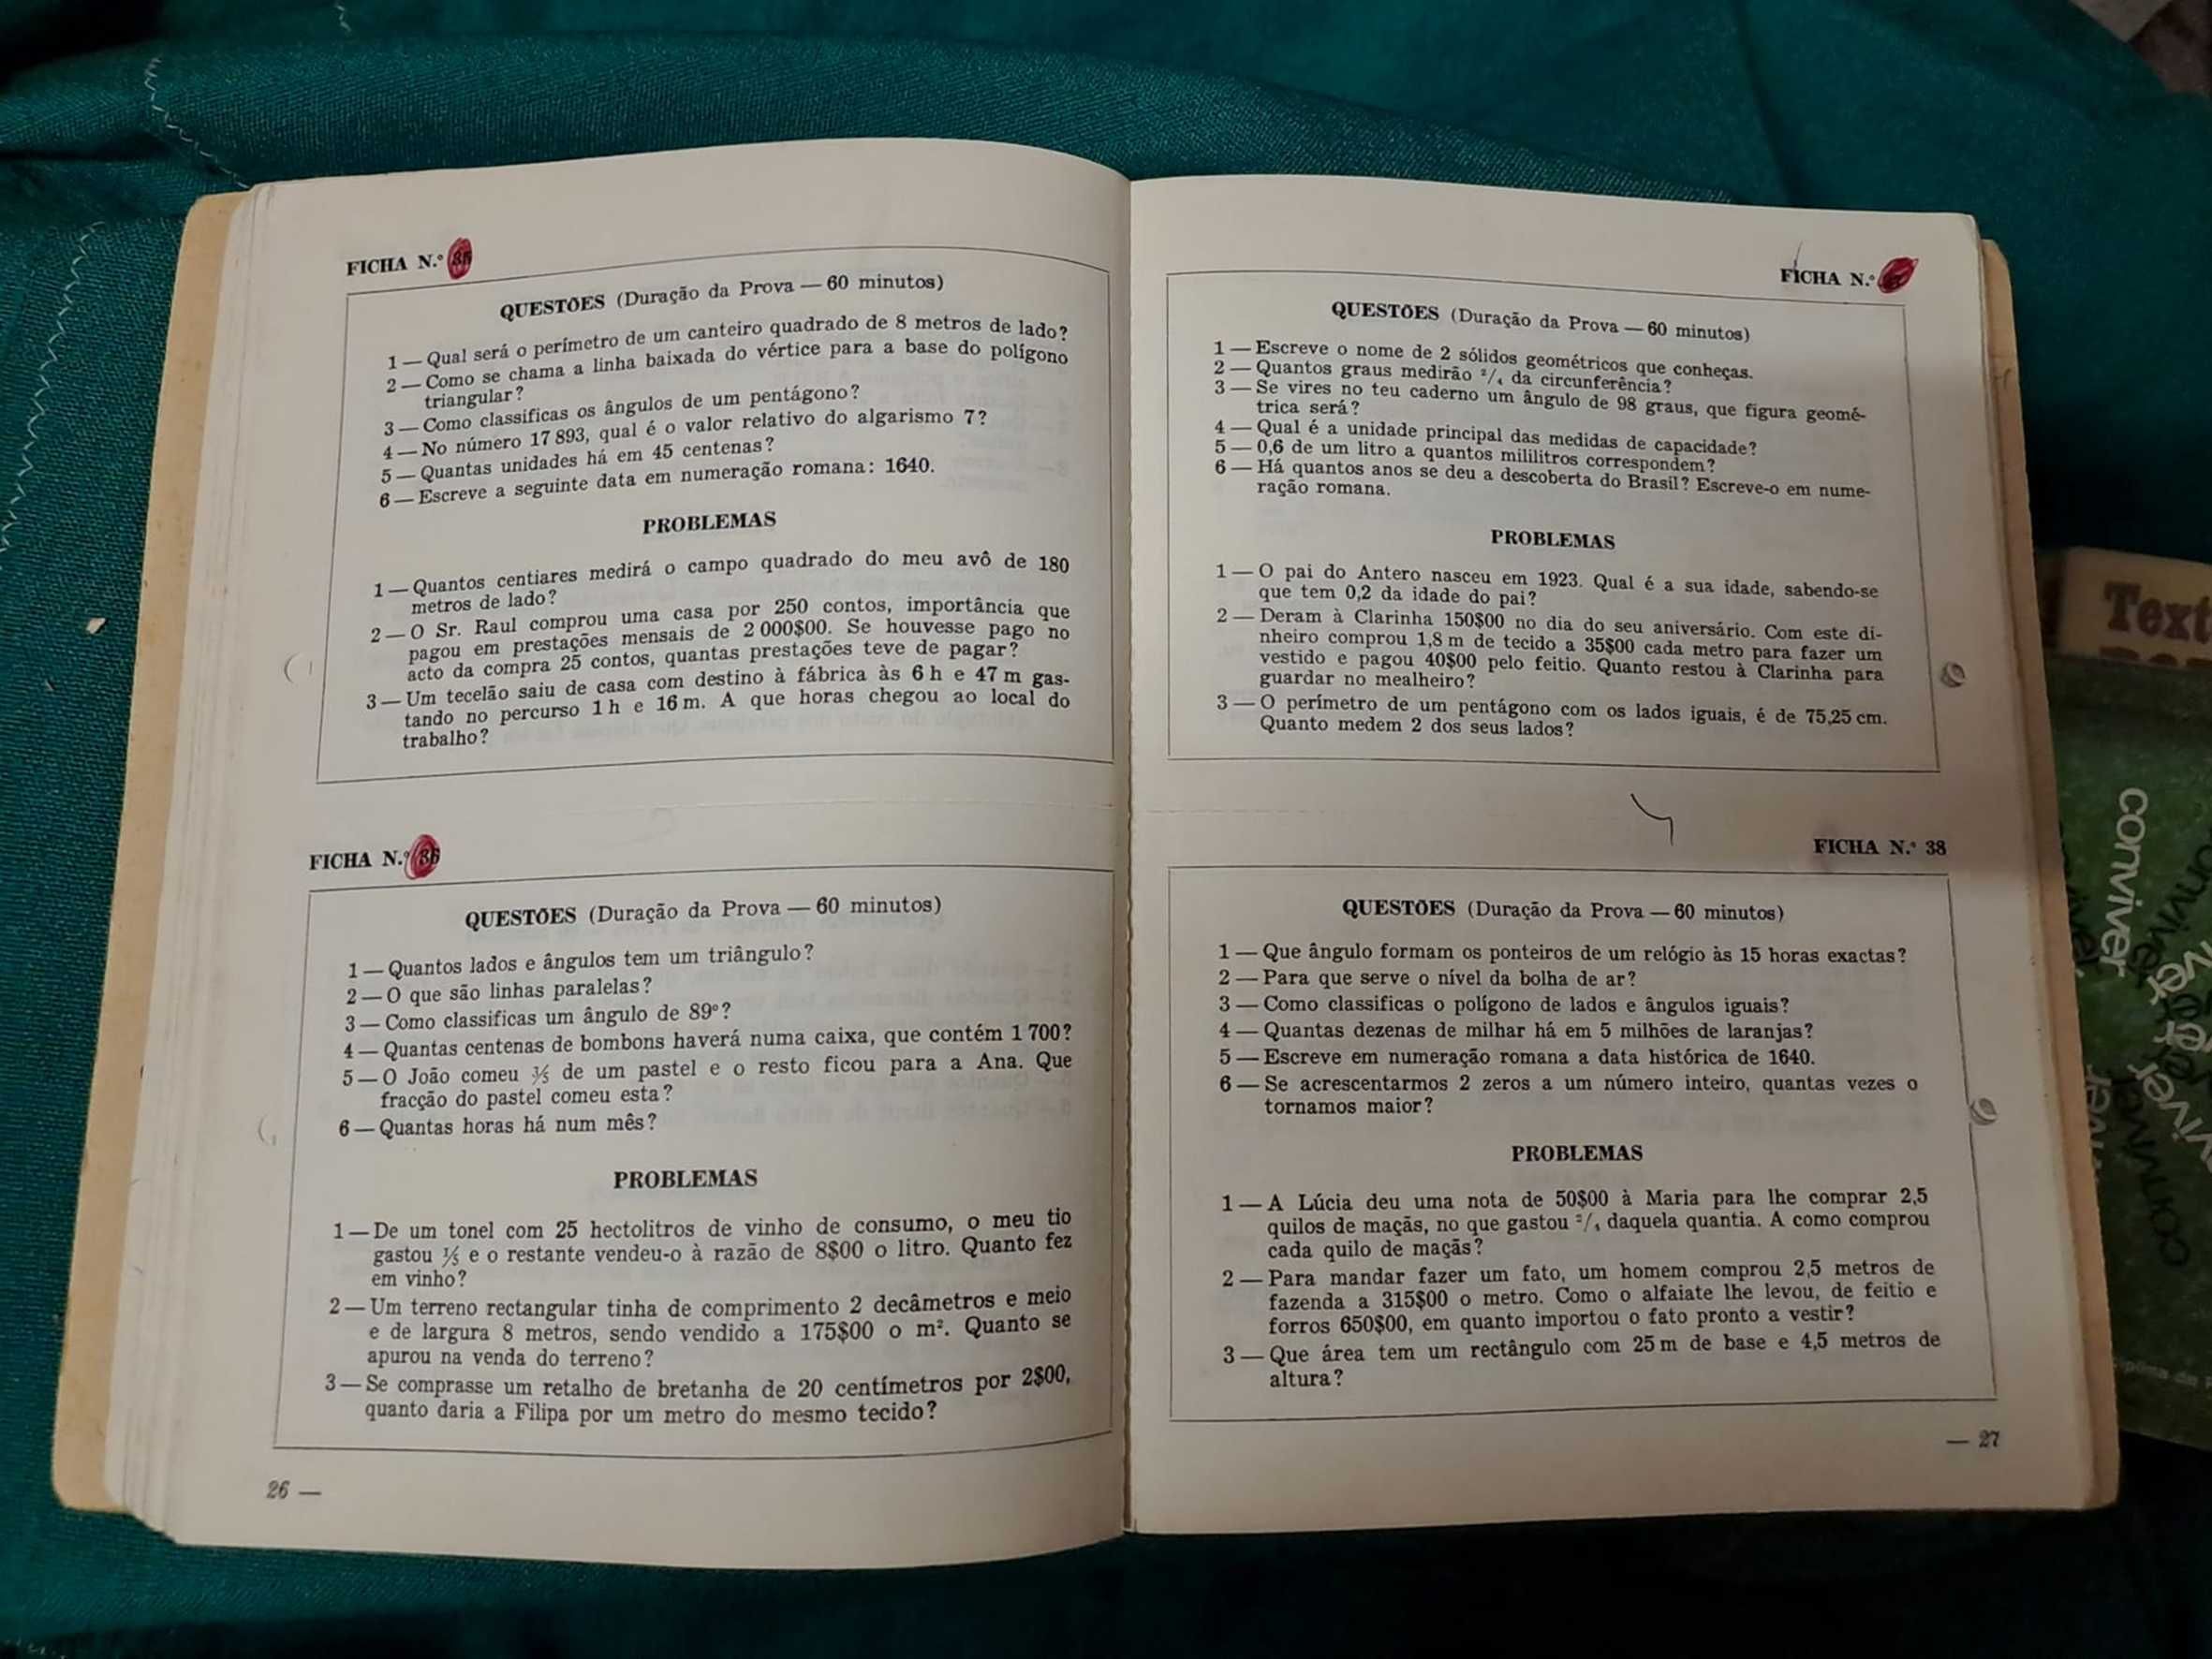 FICHA N.º 35
QUESTÕES (Duração da Prova — 60 minutos)
1 — Qual será o perímetro de um canteiro quadrado de 8 metros de lado?
2 — Como se chama a linha baixada do vértice para a base do polígono
triangular?
3 — Como classificas os ângulos de um pentágono?
4 — No número 17 893, qual é o valor relativo do algarismo 7?
5 — Quantas unidades há em 45 centenas?
6 — Escreve a seguinte data em numeração romana: 1640.
PROBLEMAS
1 — Quantos centiares medirá o campo quadrado do meu avô de 180
metros de lado?
2 — O Sr. Raul comprou uma casa por 250 contos, importância que
pagou em prestações mensais de 2 000$00. Se houvesse pago no
acto da compra 25 contos, quantas prestações teve de pagar?
3 — Um tecelão saiu de casa com destino à fábrica às 6 h e 47 m gas-
tando no percurso 1 h e 16 m. A que horas chegou ao local do
trabalho?
FICHA N.º 36
QUESTÕES (Duração da Prova — 60 minutos)
1 — Quantos lados e ângulos tem um triângulo?
2 — O que são linhas paralelas?
3 — Como classificas um ângulo de 89º?
4 — Quantas centenas de bombons haverá numa caixa, que contém 1 700?
5 — O João comeu ⅗ de um pastel e o resto ficou para a Ana. Que
fracção do pastel comeu esta?
6 — Quantas horas há num mês?
PROBLEMAS
1 — De um tonel com 25 hectolitros de vinho de consumo, o meu tio
gastou ⅕ e o restante vendeu-o à razão de 8$00 o litro. Quanto fez
em vinho?
2 — Um terreno rectangular tinha de comprimento 2 decâmetros e meio
e de largura 8 metros, sendo vendido a 175$00 o m². Quanto se
apurou na venda do terreno?
3 — Se comprasse um retalho de bretanha de 20 centímetros por 2$00,
quanto daria a Filipa por um metro do mesmo tecido?
26 —
FICHA N.º
QUESTÕES (Duração da Prova — 60 minutos)
1 — Escreve o nome de 2 sólidos geométricos que conheças.
2 — Quantos graus medirão ²/₄ da circunferência?
3 — Se vires no teu caderno um ângulo de 98 graus, que figura geomé-
trica será?
4 — Qual é a unidade principal das medidas de capacidade?
5 — 0,6 de um litro a quantos mililitros correspondem?
6 — Há quantos anos se deu a descoberta do Brasil? Escreve-o em nume-
ração romana.
PROBLEMAS
1 — O pai do Antero nasceu em 1923. Qual é a sua idade, sabendo-se
que tem 0,2 da idade do pai?
2 — Deram à Clarinha 150$00 no dia do seu aniversário. Com este di-
nheiro comprou 1,8 m de tecido a 35$00 cada metro para fazer um
vestido e pagou 40$00 pelo feitio. Quanto restou à Clarinha para
guardar no mealheiro?
3 — O perímetro de um pentágono com os lados iguais, é de 75,25 cm.
Quanto medem 2 dos seus lados?
FICHA N.º 38
QUESTÕES (Duração da Prova — 60 minutos)
1 — Que ângulo formam os ponteiros de um relógio às 15 horas exactas?
2 — Para que serve o nível da bolha de ar?
3 — Como classificas o polígono de lados e ângulos iguais?
4 — Quantas dezenas de milhar há em 5 milhões de laranjas?
5 — Escreve em numeração romana a data histórica de 1640.
6 — Se acrescentarmos 2 zeros a um número inteiro, quantas vezes o
tornamos maior?
PROBLEMAS
1 — A Lúcia deu uma nota de 50$00 à Maria para lhe comprar 2,5
quilos de maçãs, no que gastou ²/₄ daquela quantia. A como comprou
cada quilo de maçãs?
2 — Para mandar fazer um fato, um homem comprou 2,5 metros de
fazenda a 315$00 o metro. Como o alfaiate lhe levou, de feitio e
forros 650$00, em quanto importou o fato pronto a vestir?
3 — Que área tem um rectângulo com 25 m de base e 4,5 metros de
altura?
— 27
Text
conviver